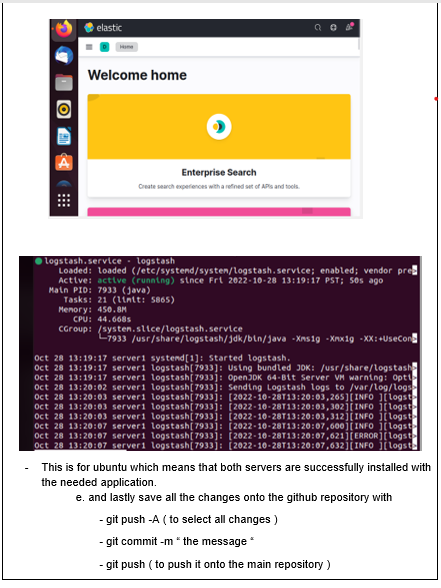 elastic
Home
Welcome home
Enterprise Search
Create search experiences with a refined set of APIs and tools.
logstash.service - logstash
Loaded: loaded (/etc/systemd/system/logstash.service; enabled; vendor pre>
Active: active (running) since Fri 2022-10-28 13:19:17 PST; 50s ago
Main PID: 7933 (java)
Tasks: 21 (limit: 5865)
Memory: 450.8M
CPU: 44.668s
CGroup: /system.slice/logstash.service
└─7933 /usr/share/logstash/jdk/bin/java -Xms1g -Xmx1g -XX:+UseCon>
Oct 28 13:19:17 server1 systemd[1]: Started logstash.
Oct 28 13:19:17 server1 logstash[7933]: Using bundled JDK: /usr/share/logstash>
Oct 28 13:19:17 server1 logstash[7933]: OpenJDK 64-Bit Server VM warning: Opti>
Oct 28 13:20:02 server1 logstash[7933]: Sending Logstash logs to /var/log/logs>
Oct 28 13:20:03 server1 logstash[7933]: [2022-10-28T13:20:03,265][INFO ][logst>
Oct 28 13:20:03 server1 logstash[7933]: [2022-10-28T13:20:03,302][INFO ][logst>
Oct 28 13:20:03 server1 logstash[7933]: [2022-10-28T13:20:03,312][INFO ][logst>
Oct 28 13:20:07 server1 logstash[7933]: [2022-10-28T13:20:07,600][INFO ][logst>
Oct 28 13:20:07 server1 logstash[7933]: [2022-10-28T13:20:07,621][ERROR][logst>
Oct 28 13:20:07 server1 logstash[7933]: [2022-10-28T13:20:07,632][INFO ][logst>
- This is for ubuntu which means that both servers are successfully installed with
the needed application.
e. and lastly save all the changes onto the github repository with
- git push -A ( to select all changes )
- git commit -m “ the message “
- git push ( to push it onto the main repository )